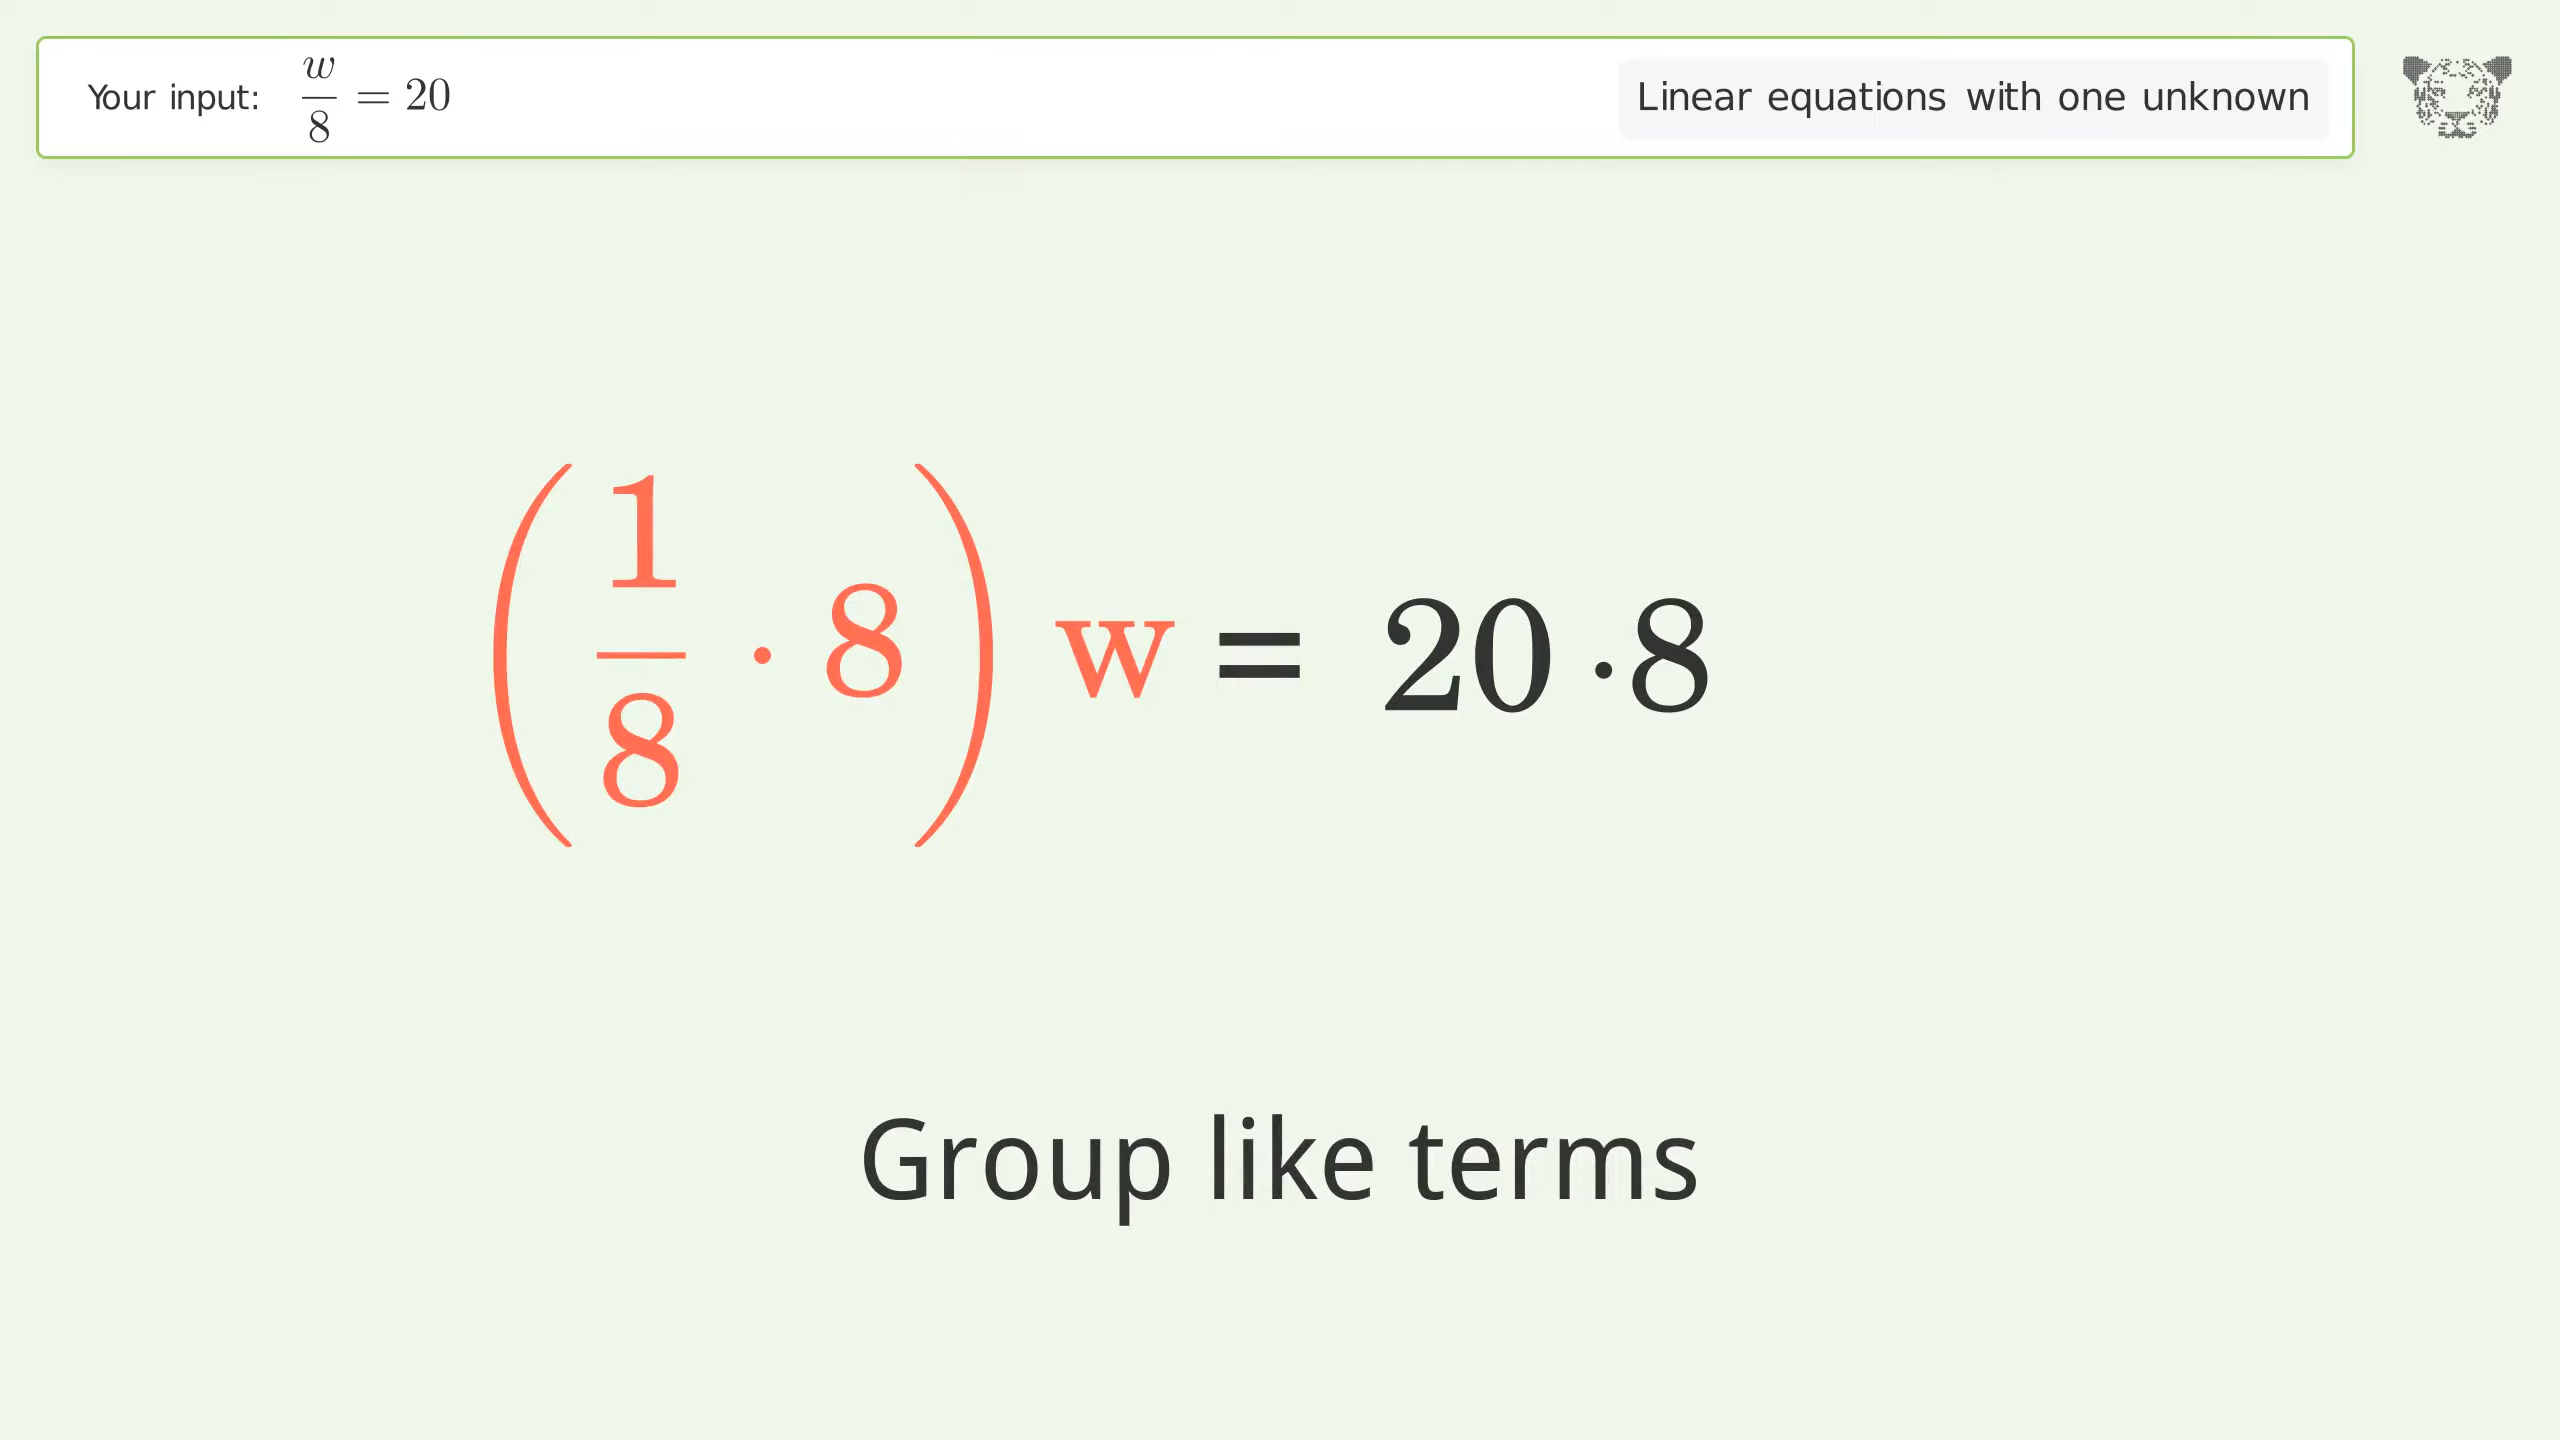 Your input: w/8 = 20
Linear equations with one unknown
(1/8 · 8) w = 20 · 8
Group like terms